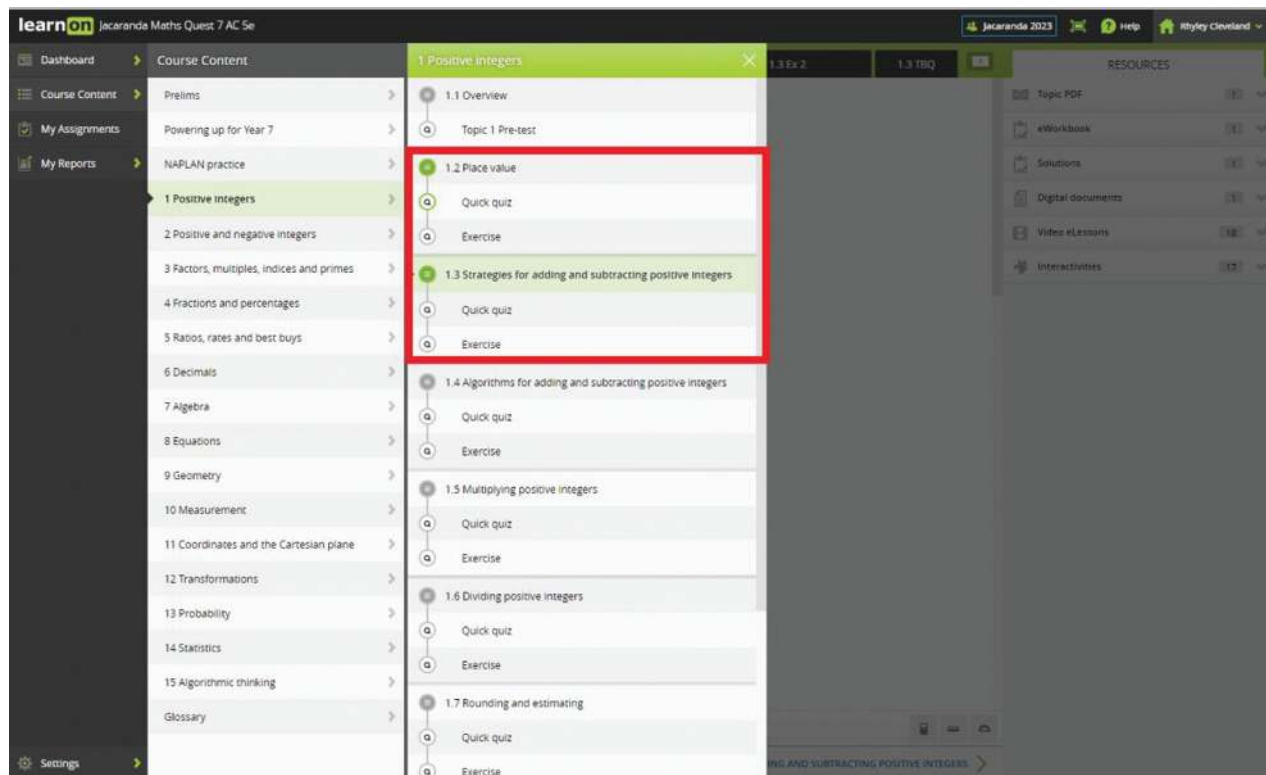 learnon Jacaranda Maths Quest 7 AC 5e
Jacaranda 2023
Help
Rhyley Cleveland
Dashboard
Course Content
My Assignments
My Reports
Settings
Course Content
Prelims
Powering up for Year 7
NAPLAN practice
1 Positive integers
2 Positive and negative integers
3 Factors, multiples, indices and primes
4 Fractions and percentages
5 Ratios, rates and best buys
6 Decimals
7 Algebra
8 Equations
9 Geometry
10 Measurement
11 Coordinates and the Cartesian plane
12 Transformations
13 Probability
14 Statistics
15 Algorithmic thinking
Glossary
1 Positive integers
1.1 Overview
Topic 1 Pre-test
1.2 Place value
Quick quiz
Exercise
1.3 Strategies for adding and subtracting positive integers
Quick quiz
Exercise
1.4 Algorithms for adding and subtracting positive integers
Quick quiz
Exercise
1.5 Multiplying positive integers
Quick quiz
Exercise
1.6 Dividing positive integers
Quick quiz
Exercise
1.7 Rounding and estimating
Quick quiz
Exercise
1.3 Ex 2
1.3 TBQ
RESOURCES
Topic PDF
eWorkbook
Solutions
Digital documents
Video eLessons
Interactivities
AND SUBTRACTING POSITIVE INTEGERS